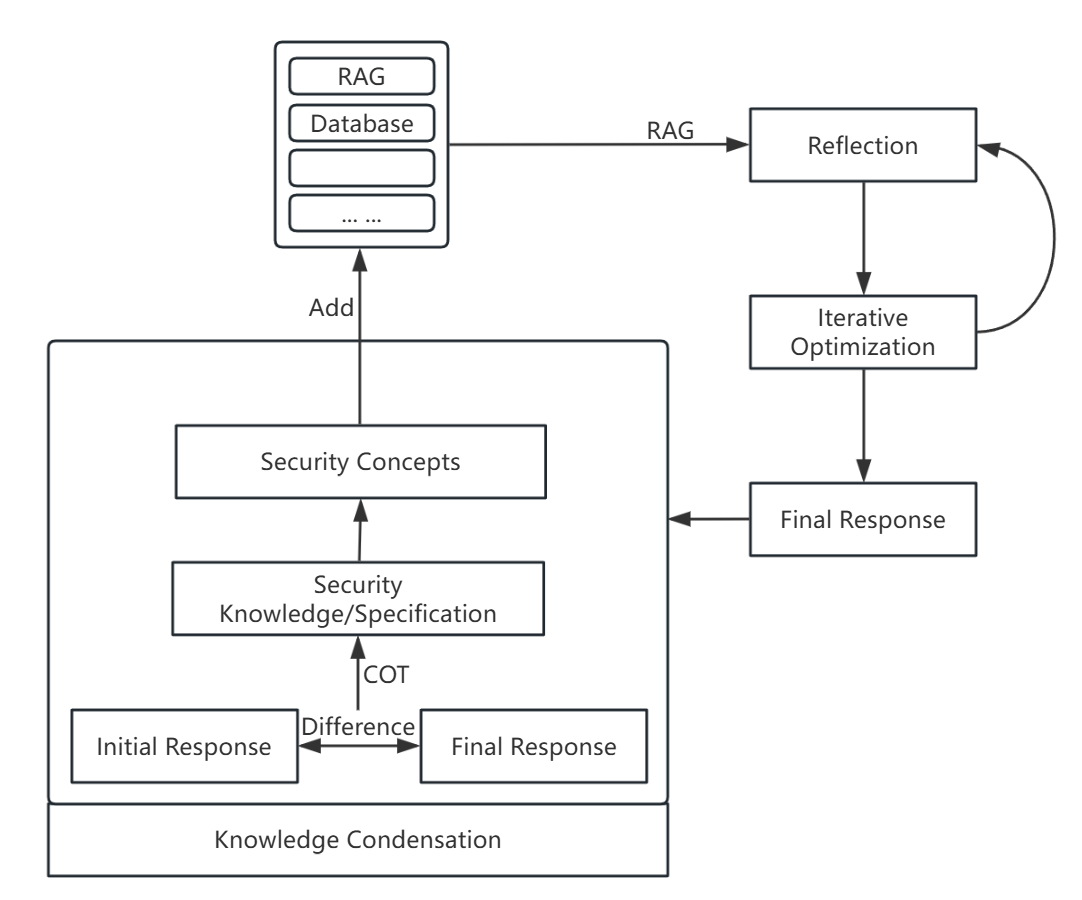 RAG
Database
... ...
RAG
Reflection
Iterative
Optimization
Final Response
Add
Security Concepts
Security
Knowledge/Specification
COT
Initial Response
Difference
Final Response
Knowledge Condensation